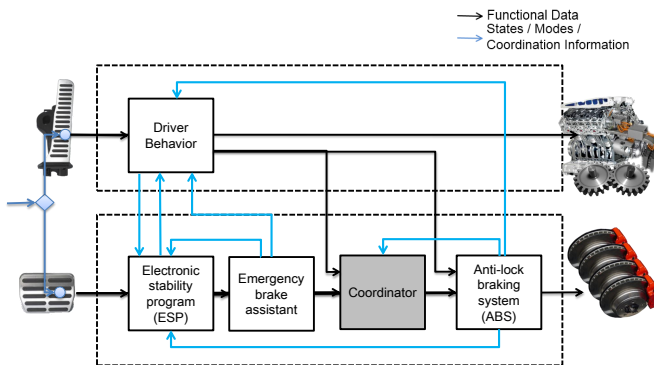 Functional Data
States / Modes /
Coordination Information
Driver
Behavior
Electronic
stability
program
(ESP)
Emergency
brake
assistant
Coordinator
Anti-lock
braking
system
(ABS)